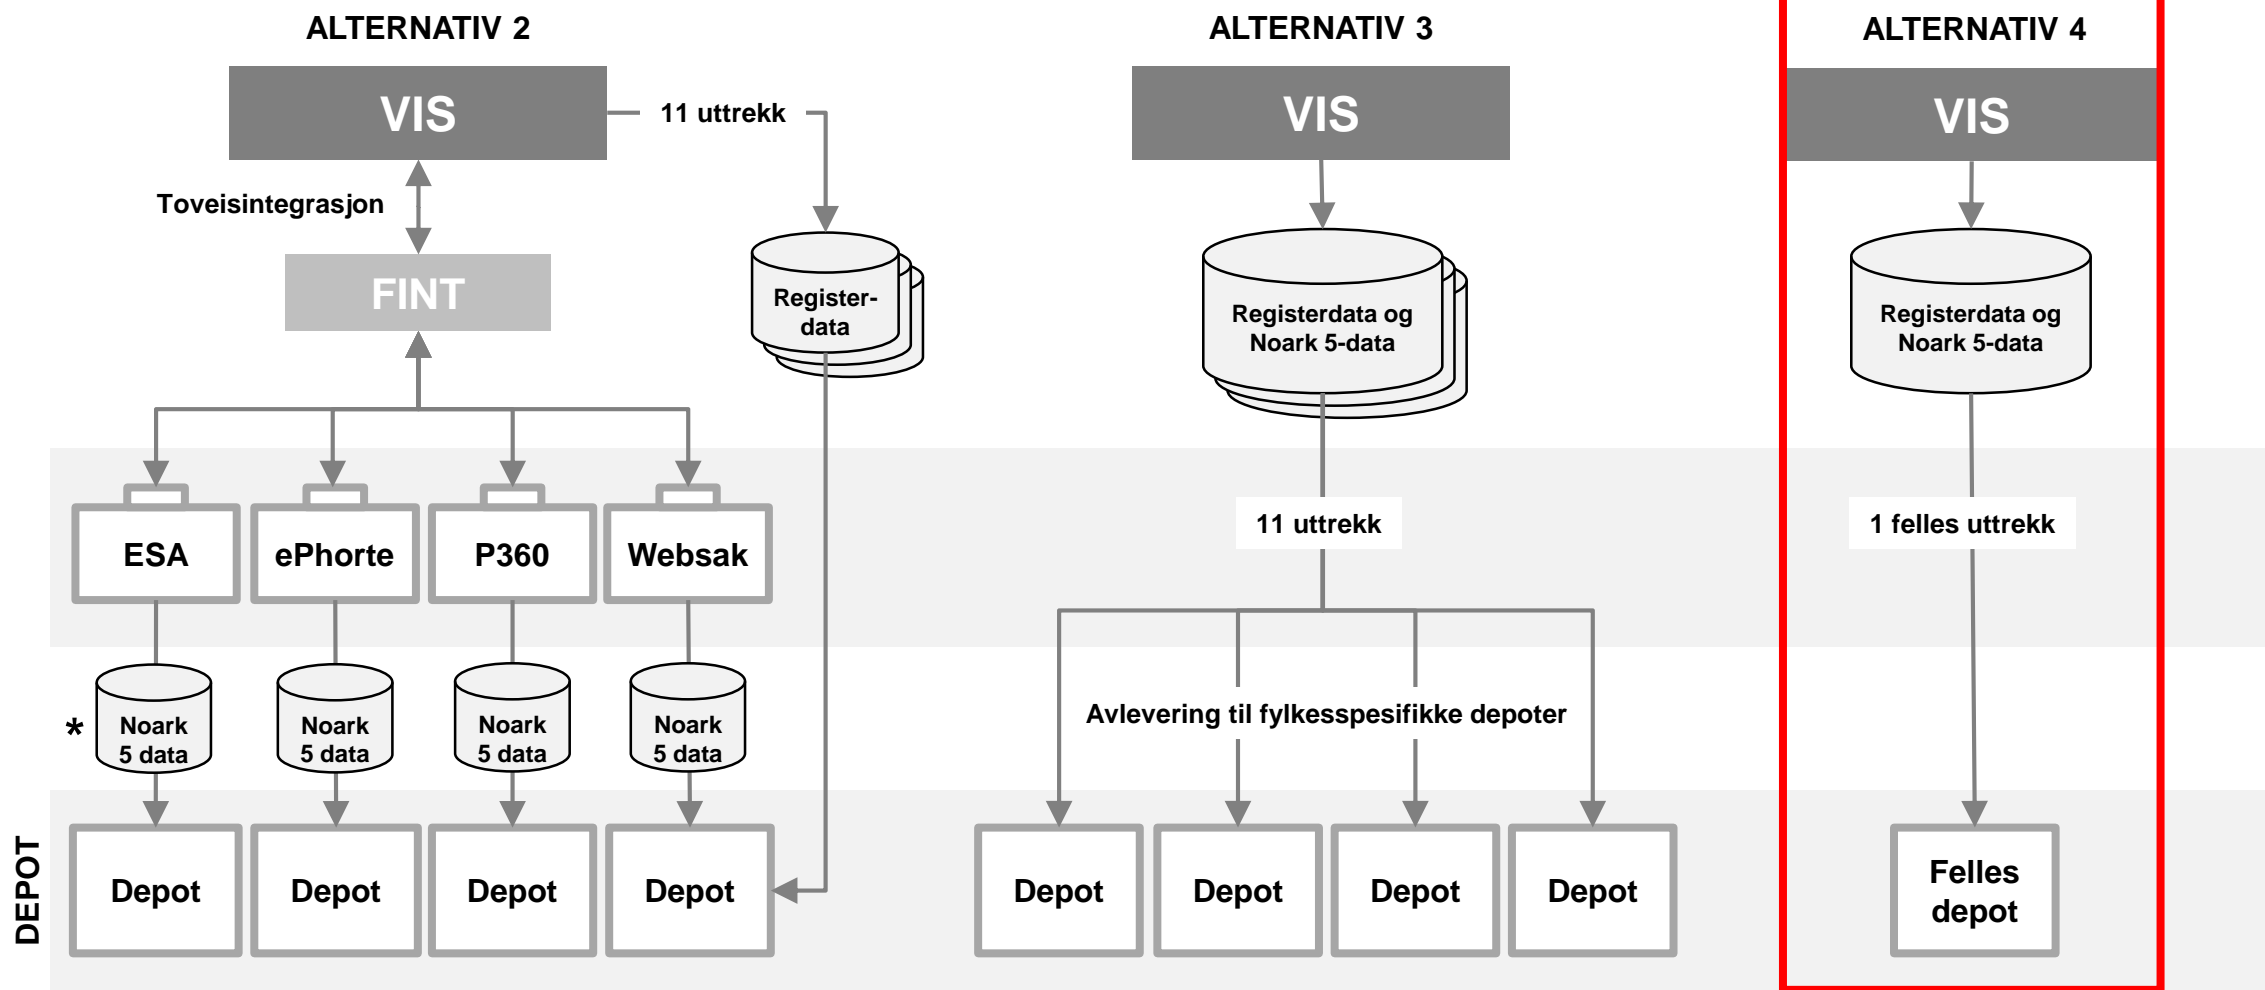 ALTERNATIV 2
VIS
11 uttrekk
Toveisintegrasjon
FINT
Register-
data
ESA
ePhorte
P360
Websak
*
Noark
5 data
Noark
5 data
Noark
5 data
Noark
5 data
DEPOT
Depot
Depot
Depot
Depot
ALTERNATIV 3
VIS
Registerdata og
Noark 5-data
11 uttrekk
Avlevering til fylkesspesifikke depoter
Depot
Depot
Depot
Depot
ALTERNATIV 4
VIS
Registerdata og
Noark 5-data
1 felles uttrekk
Felles
depot